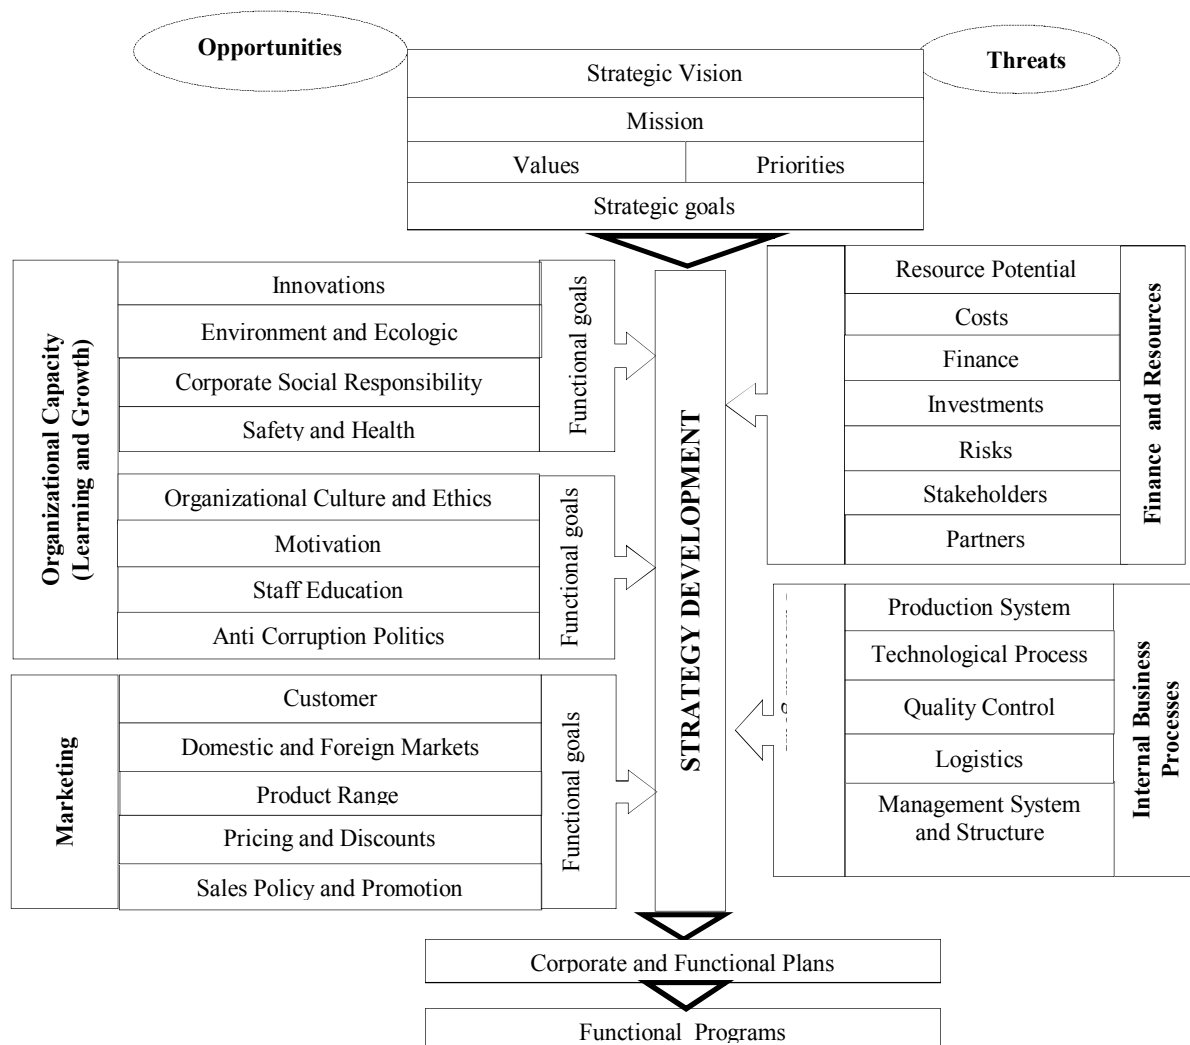 Opportunities
Threats
Strategic Vision
Mission
Values
Priorities
Strategic goals
Organizational Capacity
(Learning and Growth)
Innovations
Environment and Ecologic
Corporate Social Responsibility
Safety and Health
Functional goals
Organizational Culture and Ethics
Motivation
Staff Education
Anti Corruption Politics
Functional goals
Marketing
Customer
Domestic and Foreign Markets
Product Range
Pricing and Discounts
Sales Policy and Promotion
Functional goals
STRATEGY DEVELOPMENT
Resource Potential
Costs
Finance
Investments
Risks
Stakeholders
Partners
Finance and Resources
Production System
Technological Process
Quality Control
Logistics
Management System
and Structure
Internal Business
Processes
Corporate and Functional Plans
Functional Programs